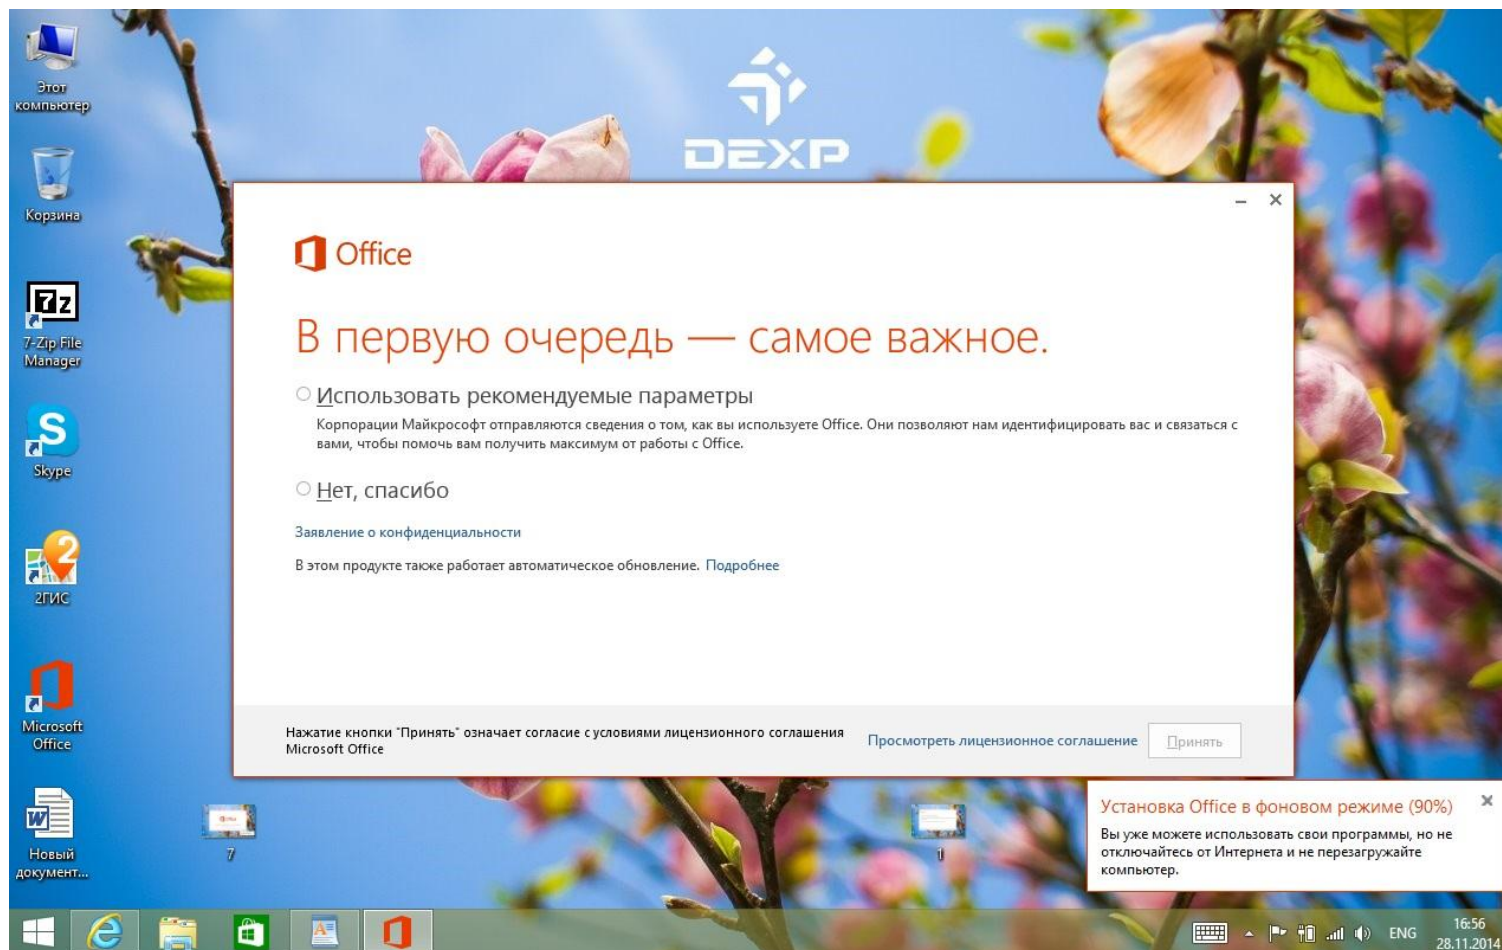 DEXP
Этот
компьютер
Корзина
7z
7-Zip File
Manager
S
Skype
2
2ГИС
Microsoft
Office
W
Новый
документ...
7
1
Office
В первую очередь — самое важное.
Использовать рекомендуемые параметры
Корпорации Майкрософт отправляются сведения о том, как вы используете Office. Они позволяют нам идентифицировать вас и связаться с
вами, чтобы помочь вам получить максимум от работы с Office.
Нет, спасибо
Заявление о конфиденциальности
В этом продукте также работает автоматическое обновление. Подробнее
Нажатие кнопки "Принять" означает согласие с условиями лицензионного соглашения
Microsoft Office
Просмотреть лицензионное соглашение
Принять
Установка Office в фоновом режиме (90%)
Вы уже можете использовать свои программы, но не
отключайтесь от Интернета и не перезагружайте
компьютер.
ENG
16:56
28.11.2014